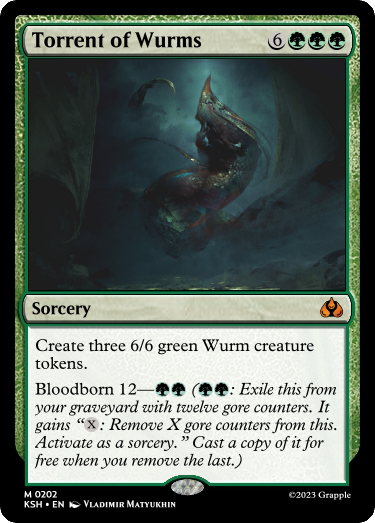 Torrent of Wurms 6
Sorcery
Create three 6/6 green Wurm creature
tokens.
Bloodborn 12— (: Exile this from
your graveyard with twelve gore counters. It
gains “X: Remove X gore counters from this.
Activate as a sorcery.” Cast a copy of it for
free when you remove the last.)
M 0202
KSH • EN Vladimir Matyukhin
©2023 Grapple